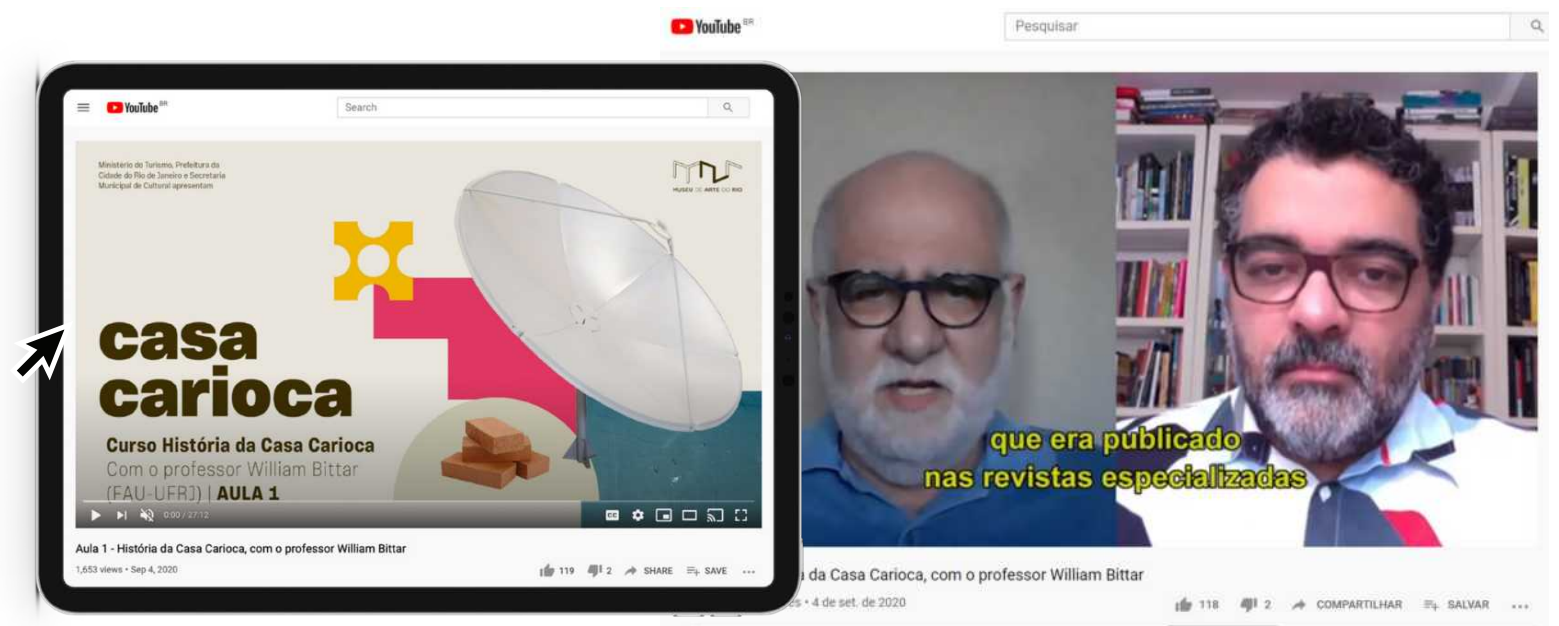 YouTube BR
Search
Ministério do Turismo, Prefeitura da
Cidade do Rio de Janeiro e Secretaria
Municipal de Cultural apresentam
MUSEU DE ARTE DO RIO
casa
carioca
Curso História da Casa Carioca
Com o professor William Bittar
(FAU-UFRJ) | AULA 1
0:00 / 27:12
CC
Aula 1 - História da Casa Carioca, com o professor William Bittar
1,653 views • Sep 4, 2020
119 2 SHARE SAVE
YouTube BR
Pesquisar
que era publicado
nas revistas especializadas
da Casa Carioca, com o professor William Bittar
• 4 de set. de 2020
118 2 COMPARTILHAR SALVAR